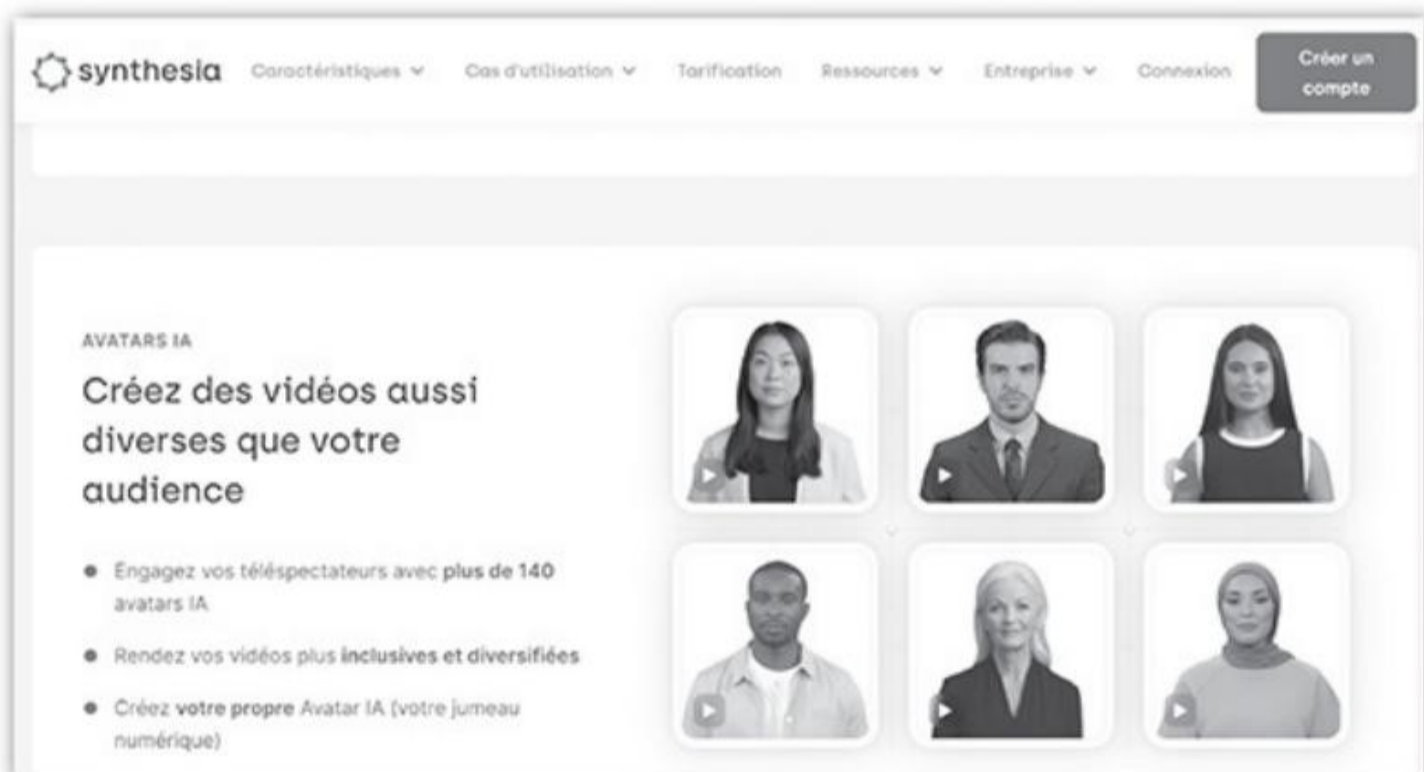 synthesia Caractéristiques Cas d'utilisation Tarification Ressources Entreprise Connexion Créer un
compte
AVATARS IA
Créez des vidéos aussi
diverses que votre
audience
Engagez vos téléspectateurs avec plus de 140
avatars IA
Rendez vos vidéos plus inclusives et diversifiées
Créez votre propre Avatar IA (votre jumeau
numérique)